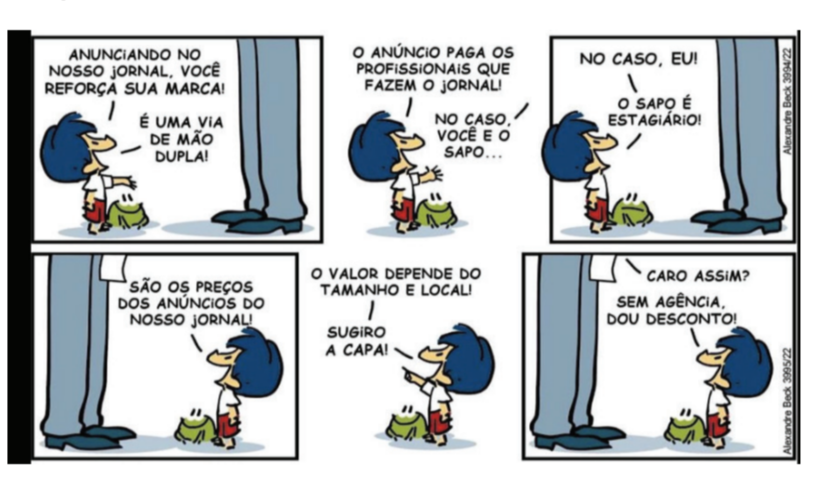 ANUNCiANDO NO
NOSSO jORNAL, VOCÊ
REFORÇA SUA MARCA!
É UMA ViA
DE MÃO
DUPLA!
O ANÚNCiO PAGA OS
PROFiSSiONAiS QUE
FAZEM O jORNAL!
NO CASO,
VOCÊ E O
SAPO...
NO CASO, EU!
O SAPO É
ESTAGiÁRiO!
Alexandre Beck 3994/22
SÃO OS PREÇOS
DOS ANÚNCiOS DO
NOSSO jORNAL!
O VALOR DEPENDE DO
TAMANHO E LOCAL!
SUGiRO
A CAPA!
CARO ASSiM?
SEM AGÊNCiA,
DOU DESCONTO!
Alexandre Beck 3995/22